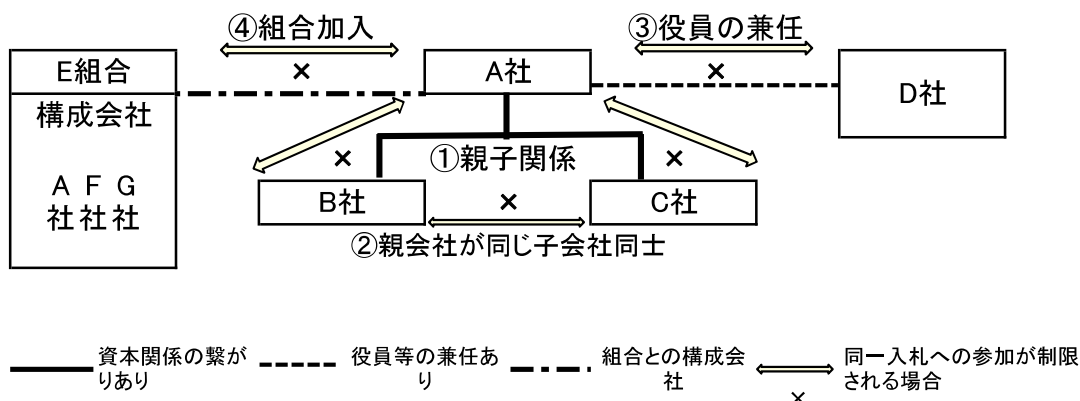 ④組合加入
③役員の兼任
E組合
×
A社
×
D社
構成会社
①親子関係
×
×
A F G
社 社 社
B社
×
C社
②親会社が同じ子会社同士
資本関係の繋が
りあり
役員等の兼任あ
り
組合との構成会
社
同一入札への参加が制限
される場合
×